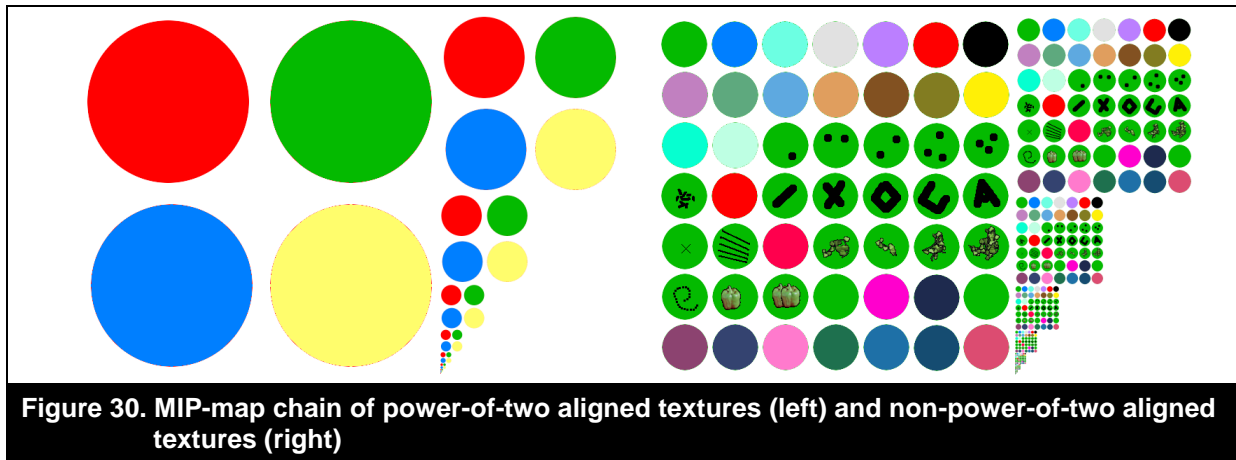 Figure 30. MIP-map chain of power-of-two aligned textures (left) and non-power-of-two aligned
textures (right)